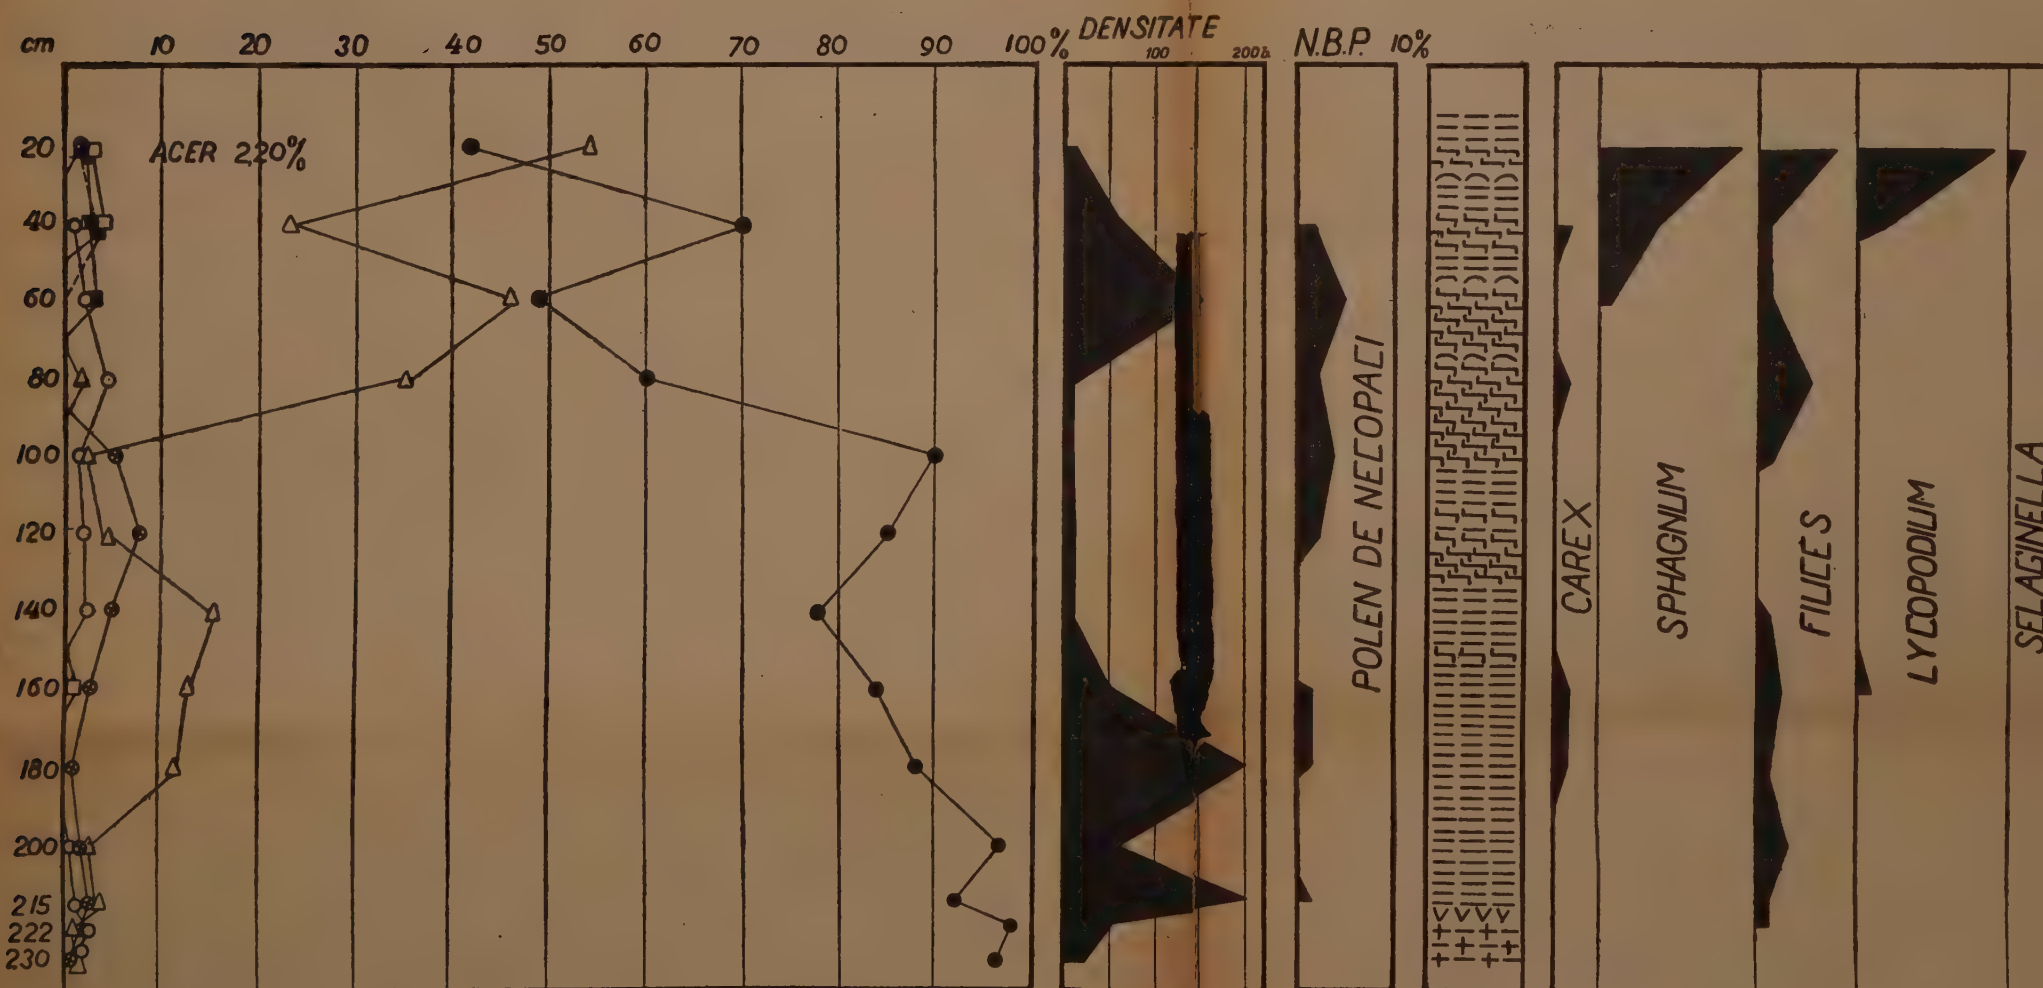 cm 10 20 30 40 50 60 70 80 90 100% DENSITATE 100 200 N.B.P. 10%
20 ACER 2,20%
40
60
80
100
120
140
160
180
200
215
222
230
POLEN DE NECOPACI
CAREX
SPHAGNUM
FILICES
LYCOPODIUM
SELAGINELLA